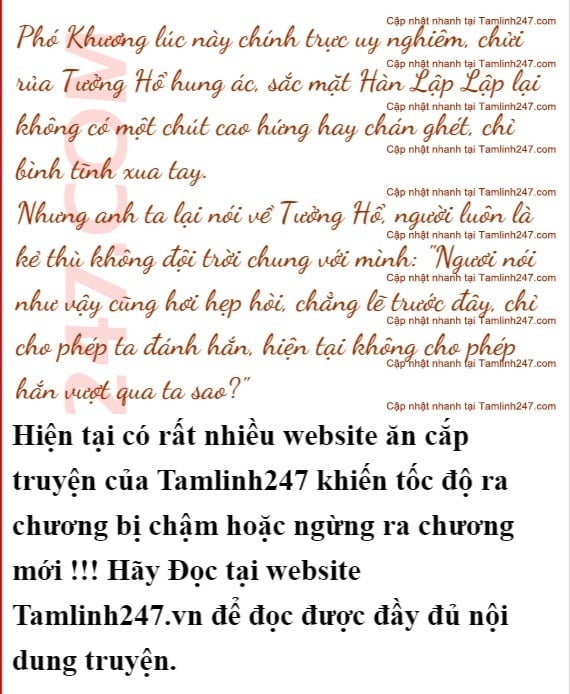 Cập nhật nhanh tại Tamlinh247.com
Phó Khương lúc này chính trực uy nghiêm, chửi
Cập nhật nhanh tại Tamlinh247.com
rủa Tưởng Hổ hung ác, sắc mặt Hàn Lập Lập lại
Cập nhật nhanh tại Tamlinh247.com
không có một chút cao hứng hay chán ghét, chỉ
Cập nhật nhanh tại Tamlinh247.com
bình tĩnh xua tay.
Cập nhật nhanh tại Tamlinh247.com
Nhưng anh ta lại nói về Tưởng Hổ, người luôn là
Cập nhật nhanh tại Tamlinh247.com
kẻ thù không đội trời chung với mình: "Ngươi nói
Cập nhật nhanh tại Tamlinh247.com
như vậy cũng hơi hẹp hòi, chẳng lẽ trước đây, chỉ
Cập nhật nhanh tại Tamlinh247.com
cho phép ta đánh hắn, hiện tại không cho phép
Cập nhật nhanh tại Tamlinh247.com
hắn vượt qua ta sao?"
Cập nhật nhanh tại Tamlinh247.com
247.COM
Hiện tại có rất nhiều website ăn cắp
truyện của Tamlinh247 khiến tốc độ ra
chương bị chậm hoặc ngừng ra chương
mới !!! Hãy Đọc tại website
Tamlinh247.vn để đọc được đầy đủ nội
dung truyện.